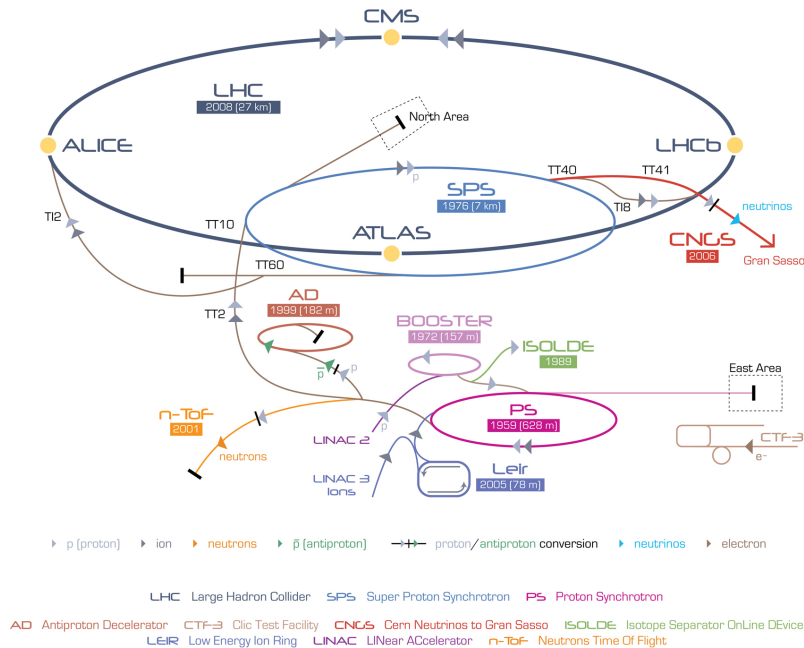 CMS
LHC
2008 (27 km)
North Area
ALICE
LHCb
TT40
TT41
p
SPS
1976 (7 km)
TI2
TT10
TI8
neutrinos
ATLAS
CNGS
2006
Gran Sasso
TT60
AD
1999 (182 m)
TT2
BOOSTER
1972 (157 m)
ISOLDE
1989
p
p̄
East Area
n-ToF
2001
PS
1959 (628 m)
p
LINAC 2
neutrons
CTF-3
e-
LINAC 3
Ions
Leir
2005 (78 m)
p (proton) ion neutrons p̄ (antiproton) proton/antiproton conversion neutrinos electron
LHC Large Hadron Collider SPS Super Proton Synchrotron PS Proton Synchrotron
AD Antiproton Decelerator CTF-3 Clic Test Facility CNGS Cern Neutrinos to Gran Sasso ISOLDE Isotope Separator OnLine DEvice
LEIR Low Energy Ion Ring LINAC LINear ACcelerator n-ToF Neutrons Time Of Flight